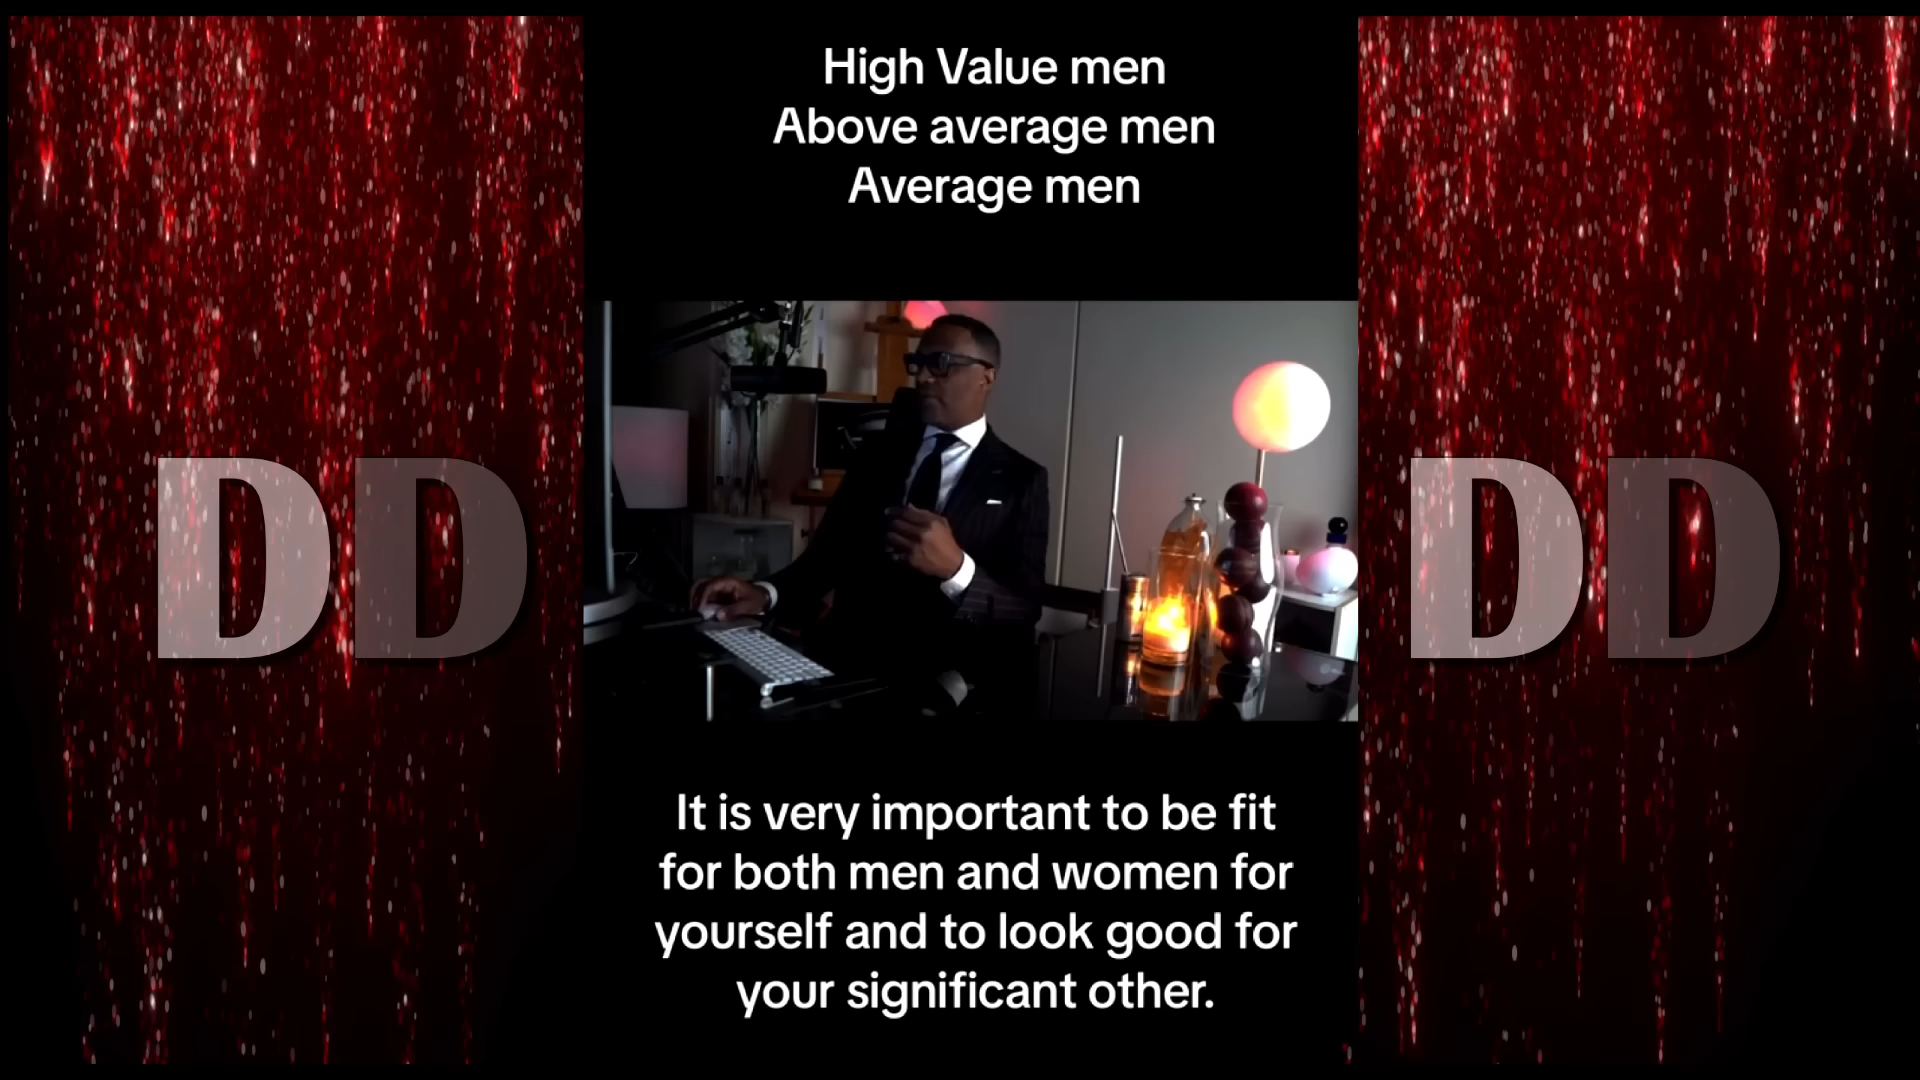 High Value men
Above average men
Average men
DD
DD
It is very important to be fit
for both men and women for
yourself and to look good for
your significant other.